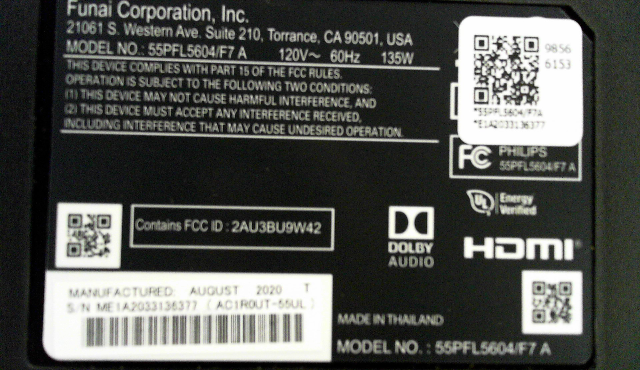 Funai Corporation, Inc.
21061 S. Western Ave. Suite 210, Torrance, CA 90501, USA
MODEL NO.: 55PFL5604/F7 A 120V~ 60Hz 135W
THIS DEVICE COMPLIES WITH PART 15 OF THE FCC RULES.
OPERATION IS SUBJECT TO THE FOLLOWING TWO CONDITIONS:
(1) THIS DEVICE MAY NOT CAUSE HARMFUL INTERFERENCE, AND
(2) THIS DEVICE MUST ACCEPT ANY INTERFERENCE RECEIVED,
INCLUDING INTERFERENCE THAT MAY CAUSE UNDESIRED OPERATION.
9856
6153
*55PFL5604/F7A
*E1A2033136377
FC PHILIPS
55PFL5604/F7 A
UL Energy
Verified
Contains FCC ID : 2AU3BU9W42
DOLBY
AUDIO
HDMI
MANUFACTURED: AUGUST 2020 T
S/N ME1A2033136377 ( AC1R0UT-55UL )
MADE IN THAILAND
MODEL NO. : 55PFL5604/F7 A